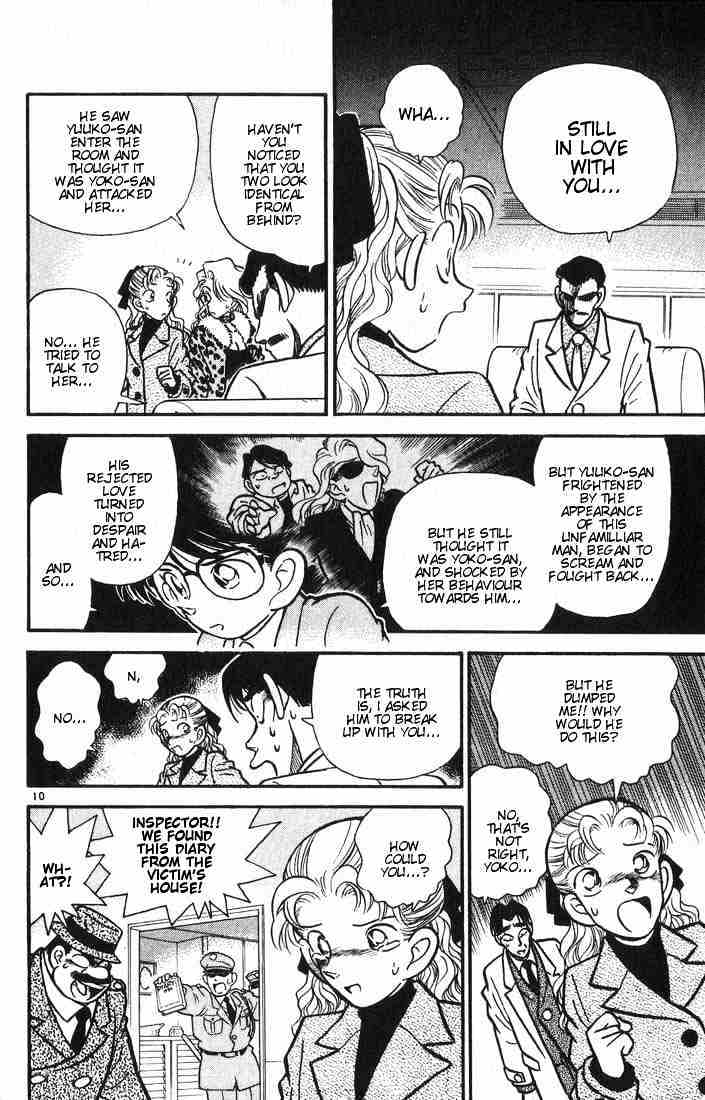 STILL
IN LOVE
WITH
YOU...
WHA...
HAVEN'T
YOU
NOTICED
THAT YOU
TWO LOOK
IDENTICAL
FROM
BEHIND?
HE SAW
YUUKO-SAN
ENTER THE
ROOM AND
THOUGHT IT
WAS YOKO-SAN
AND ATTACKED
HER...
NO... HE
TRIED TO
TALK TO
HER...
BUT YUUKO-SAN
FRIGHTENED
BY THE
APPEARANCE
OF THIS
UNFAMILLIAR
MAN, BEGAN TO
SCREAM AND
FOUGHT BACK...
BUT HE STILL
THOUGHT IT
WAS YOKO-SAN,
AND SHOCKED BY
HER BEHAVIOUR
TOWARDS HIM...
HIS
REJECTED
LOVE
TURNED
INTO
DESPAIR
AND HA-
TRED...
AND
SO...
BUT HE
DUMPED
ME!! WHY
WOULD HE
DO THIS?
NO,
THAT'S
NOT
RIGHT,
YOKO...
THE TRUTH
IS, I ASKED
HIM TO BREAK
UP WITH YOU...
N,
NO...
HOW
COULD
YOU...?
INSPECTOR!!
WE FOUND
THIS DIARY
FROM THE
VICTIM'S
HOUSE!
WH-
AT?!
10